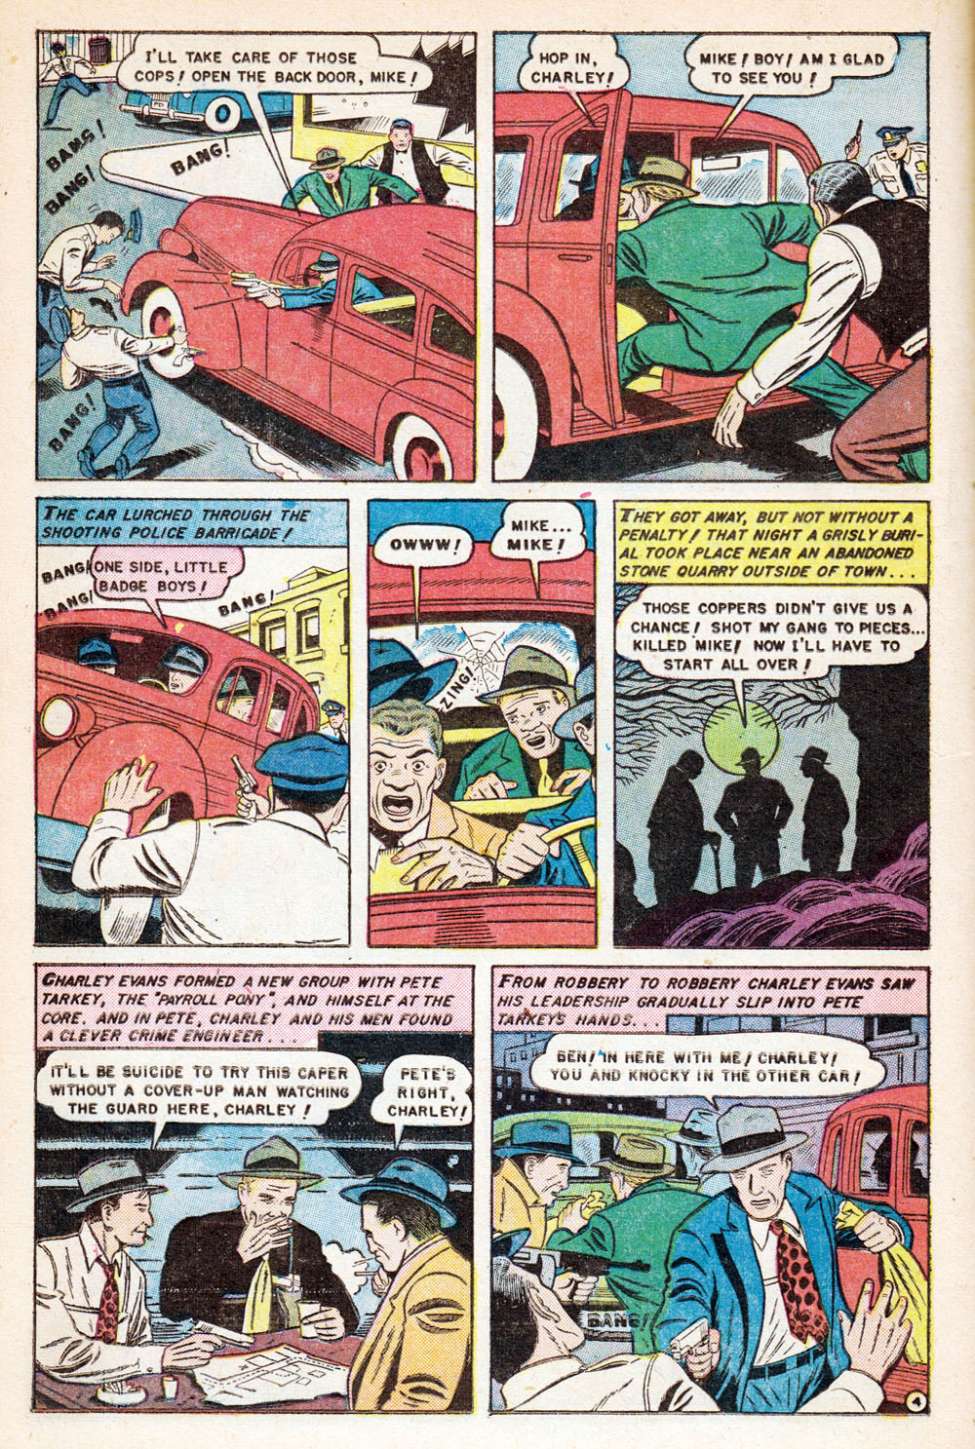 I'LL TAKE CARE OF THOSE
COPS! OPEN THE BACK DOOR, MIKE!
BANG!
BANG!
BANG!
BANG!
HOP IN,
CHARLEY!
MIKE! BOY! AM I GLAD
TO SEE YOU!
THE CAR LURCHED THROUGH THE
SHOOTING POLICE BARRICADE!
BANG!
BANG!
ONE SIDE, LITTLE
BADGE BOYS!
BANG!
OWWW!
MIKE...
MIKE!
ZING!
THEY GOT AWAY, BUT NOT WITHOUT A
PENALTY! THAT NIGHT A GRISLY BURI-
AL TOOK PLACE NEAR AN ABANDONED
STONE QUARRY OUTSIDE OF TOWN...
THOSE COPPERS DIDN'T GIVE US A
CHANCE! SHOT MY GANG TO PIECES...
KILLED MIKE! NOW I'LL HAVE TO
START ALL OVER!
CHARLEY EVANS FORMED A NEW GROUP WITH PETE
TARKEY, THE "PAYROLL PONY", AND HIMSELF AT THE
CORE. AND IN PETE, CHARLEY AND HIS MEN FOUND
A CLEVER CRIME ENGINEER...
IT'LL BE SUICIDE TO TRY THIS CAPER
WITHOUT A COVER-UP MAN WATCHING
THE GUARD HERE, CHARLEY!
PETE'S
RIGHT,
CHARLEY!
FROM ROBBERY TO ROBBERY CHARLEY EVANS SAW
HIS LEADERSHIP GRADUALLY SLIP INTO PETE
TARKEY'S HANDS...
BEN! IN HERE WITH ME! CHARLEY!
YOU AND KNOCKY IN THE OTHER CAR!
BANG!
4